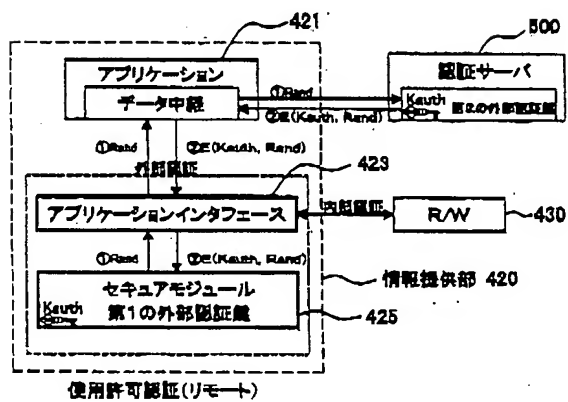 421
500
アプリケーション
データ中継
認証サーバ
Kauth
第2の外部認証鍵
①Rand
②E(Kauth, Rand)
①Rand
②E(Kauth, Rand)
外部認証
423
アプリケーションインタフェース
内部認証
R/W
430
①Rand
②E(Kauth, Rand)
セキュアモジュール
Kauth
第1の外部認証鍵
425
情報提供部 420
使用許可認証(リモート)